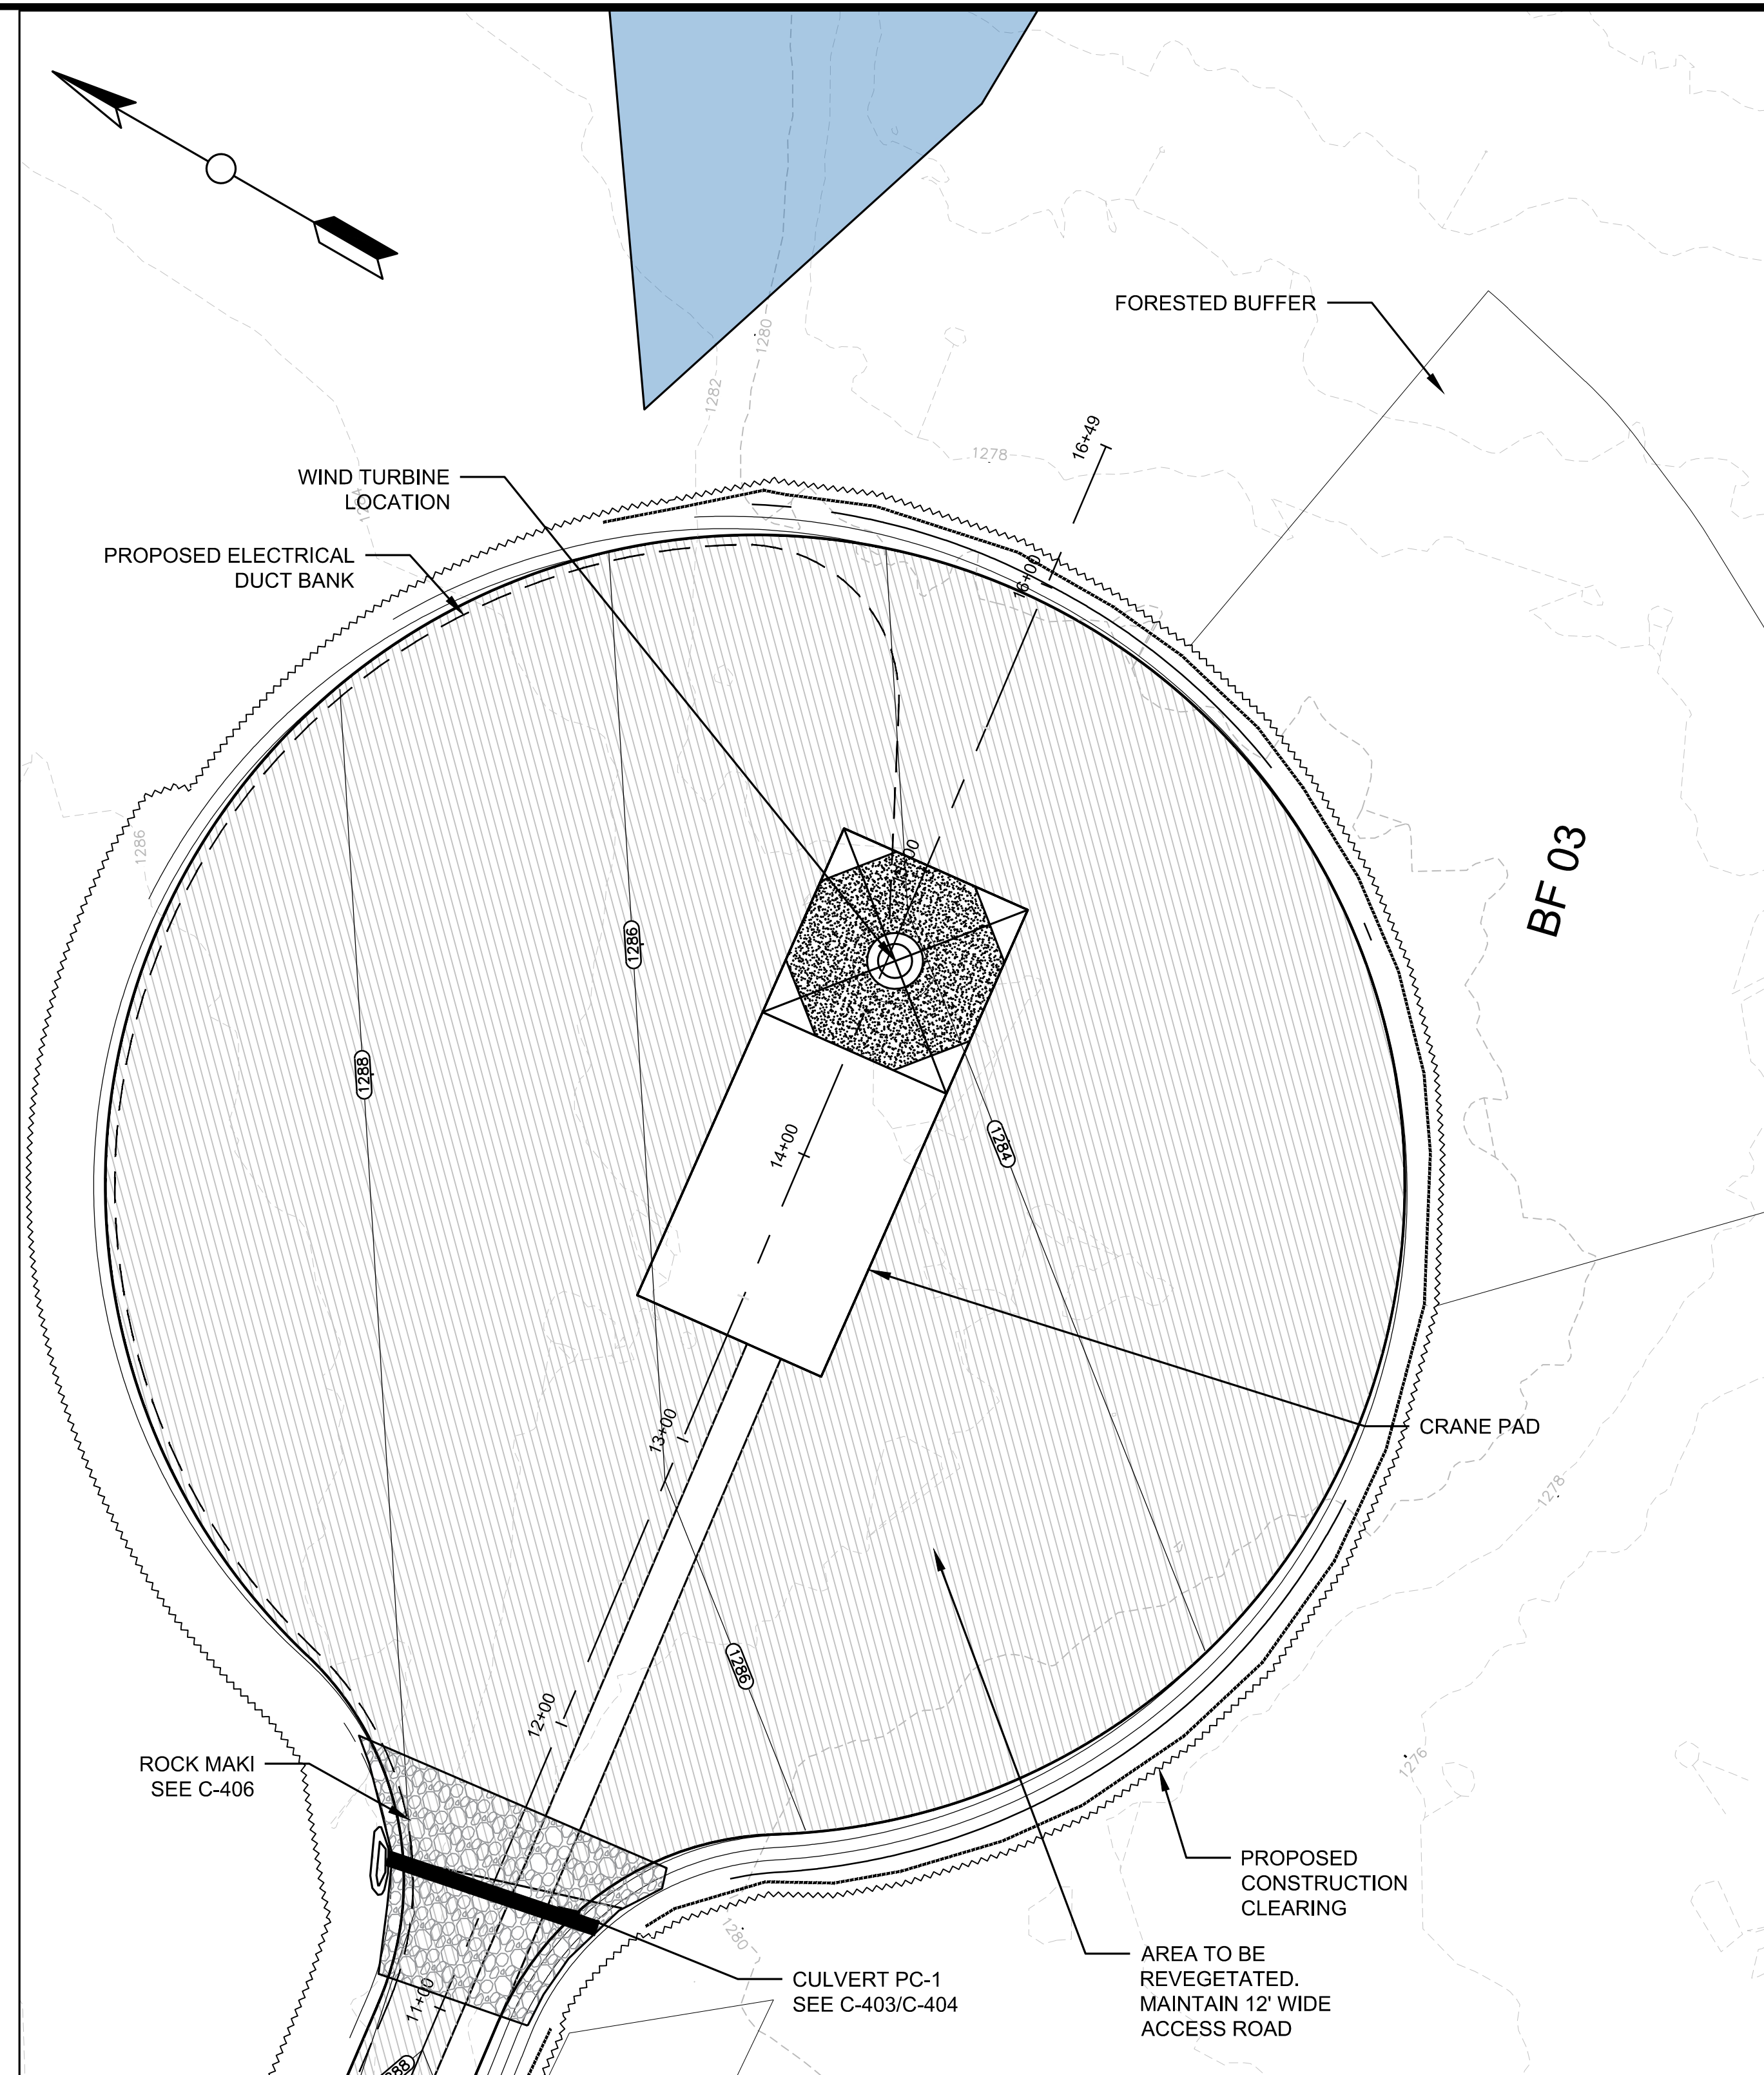 FORESTED BUFFER
1280
1282
16+49
1278
WIND TURBINE
LOCATION
PROPOSED ELECTRICAL
DUCT BANK
16+00
1286
BF 03
1286
1288
14+00
1284
13+00
CRANE PAD
1278
1286
12+00
ROCK MAKI
SEE C-406
1276
PROPOSED
CONSTRUCTION
CLEARING
1280
AREA TO BE
REVEGETATED.
MAINTAIN 12' WIDE
ACCESS ROAD
CULVERT PC-1
SEE C-403/C-404
11+00